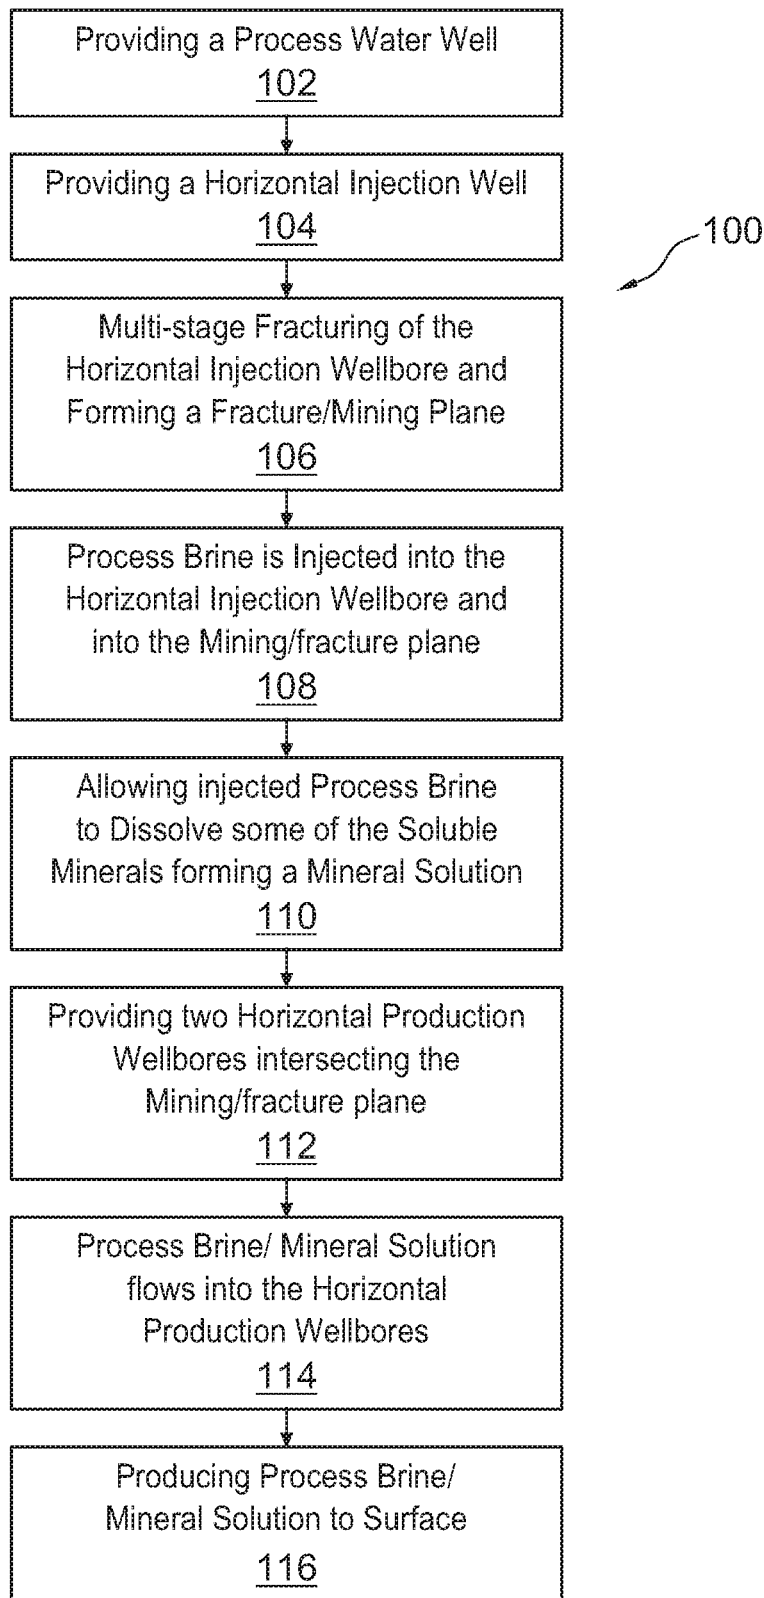 Providing a Process Water Well
102
Providing a Horizontal Injection Well
104
100
Multi-stage Fracturing of the
Horizontal Injection Wellbore and
Forming a Fracture/Mining Plane
106
Process Brine is Injected into the
Horizontal Injection Wellbore and
into the Mining/fracture plane
108
Allowing injected Process Brine
to Dissolve some of the Soluble
Minerals forming a Mineral Solution
110
Providing two Horizontal Production
Wellbores intersecting the
Mining/fracture plane
112
Process Brine/ Mineral Solution
flows into the Horizontal
Production Wellbores
114
Producing Process Brine/
Mineral Solution to Surface
116